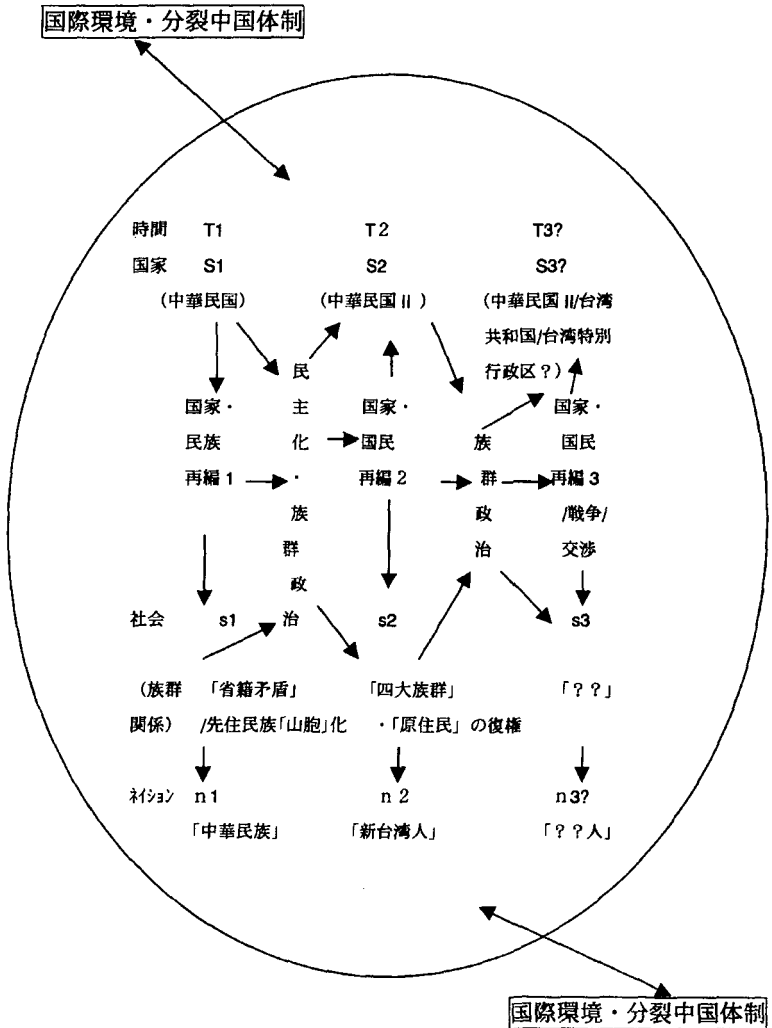 国際環境・分裂中国体制
時間 T1 T2 T3?
国家 S1 S2 S3?
（中華民国） （中華民国Ⅱ） （中華民国Ⅱ/台湾
共和国/台湾特別
行政区？）
国家・
民族
再編1
民主化・族群政治
国家・
国民
再編2
族群政治
国家・
国民
再編3
/戦争/
交渉
社会 s1 s2 s3
（族群 「省籍矛盾」 「四大族群」 「？？」
関係） /先住民族「山胞」化 ・「原住民」の復権
ネイション n1 n2 n3?
「中華民族」 「新台湾人」 「？？人」
国際環境・分裂中国体制